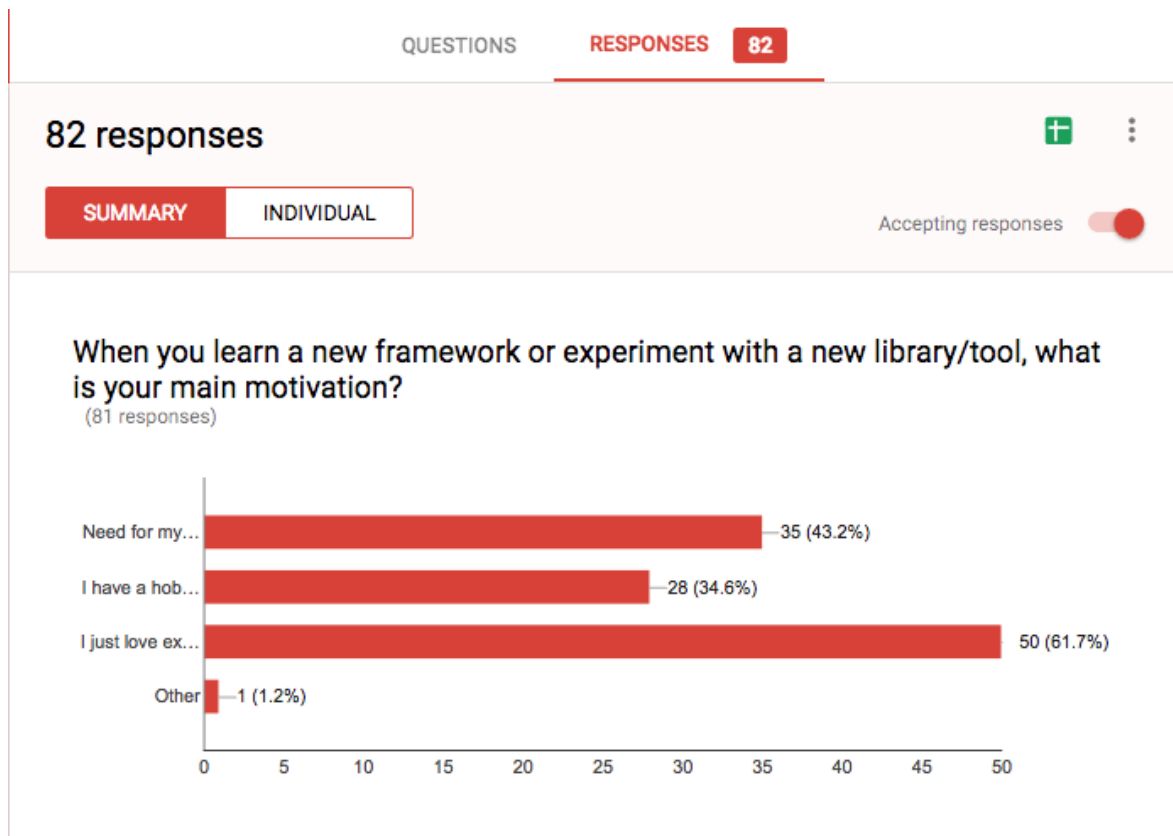 QUESTIONS RESPONSES 82
82 responses
SUMMARY INDIVIDUAL
Accepting responses
When you learn a new framework or experiment with a new library/tool, what
is your main motivation?
(81 responses)
Need for my... 35 (43.2%)
I have a hob... 28 (34.6%)
I just love ex... 50 (61.7%)
Other 1 (1.2%)
0 5 10 15 20 25 30 35 40 45 50